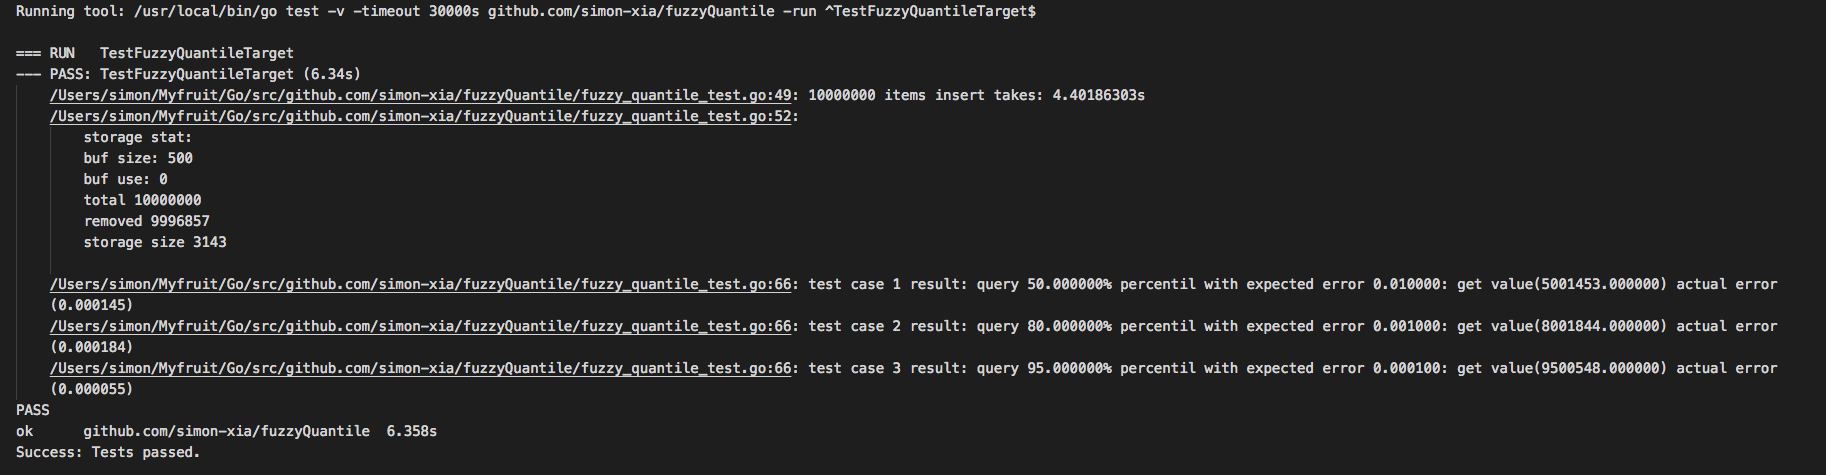 Running tool: /usr/local/bin/go test -v -timeout 30000s github.com/simon-xia/fuzzyQuantile -run ^TestFuzzyQuantileTarget$
=== RUN   TestFuzzyQuantileTarget
--- PASS: TestFuzzyQuantileTarget (6.34s)
/Users/simon/Myfruit/Go/src/github.com/simon-xia/fuzzyQuantile/fuzzy_quantile_test.go:49: 10000000 items insert takes: 4.40186303s
/Users/simon/Myfruit/Go/src/github.com/simon-xia/fuzzyQuantile/fuzzy_quantile_test.go:52:
storage stat:
buf size: 500
buf use: 0
total 10000000
removed 9996857
storage size 3143
/Users/simon/Myfruit/Go/src/github.com/simon-xia/fuzzyQuantile/fuzzy_quantile_test.go:66: test case 1 result: query 50.000000% percentil with expected error 0.010000: get value(5001453.000000) actual error
(0.000145)
/Users/simon/Myfruit/Go/src/github.com/simon-xia/fuzzyQuantile/fuzzy_quantile_test.go:66: test case 2 result: query 80.000000% percentil with expected error 0.001000: get value(8001844.000000) actual error
(0.000184)
/Users/simon/Myfruit/Go/src/github.com/simon-xia/fuzzyQuantile/fuzzy_quantile_test.go:66: test case 3 result: query 95.000000% percentil with expected error 0.000100: get value(9500548.000000) actual error
(0.000055)
PASS
ok      github.com/simon-xia/fuzzyQuantile  6.358s
Success: Tests passed.